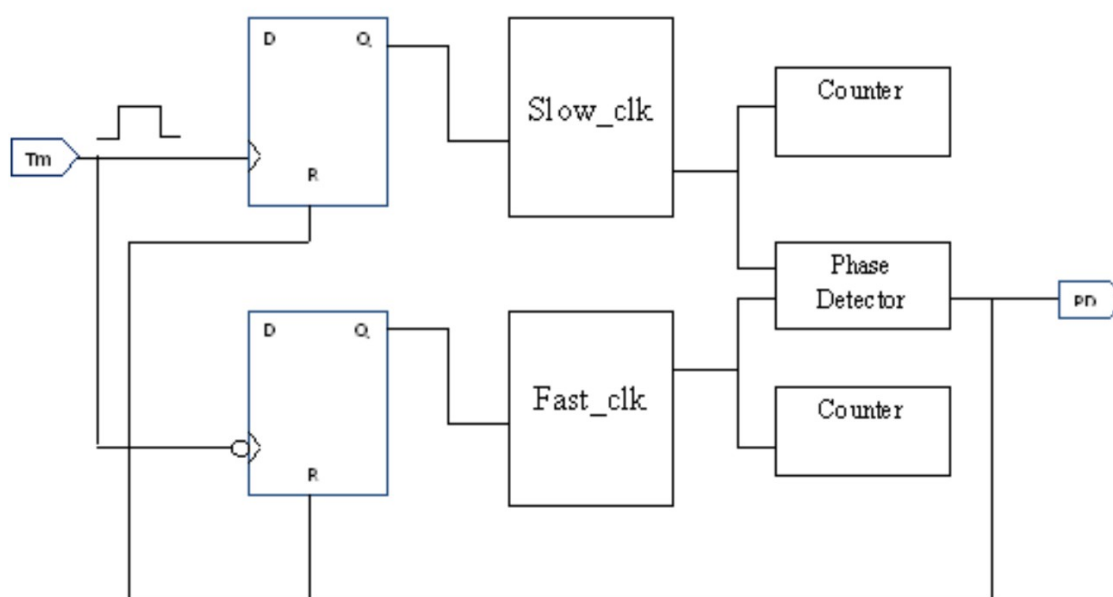 D
Q
Slow_clk
Counter
Tm
R
Phase
Detector
PD
D
Q
Fast_clk
Counter
R